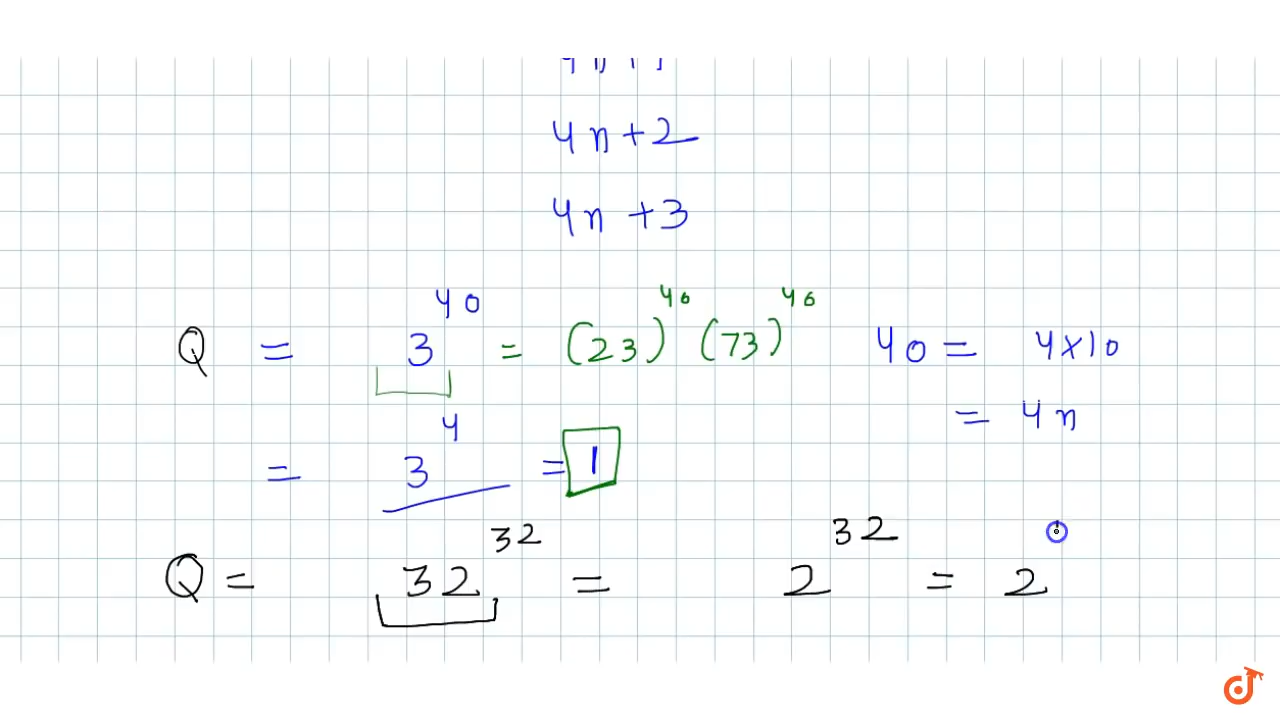 4n+2
4n+3
Q = 3^40 = (23)^40 (73)^40 40 = 4×10
= 4n
= 3^4 = 1
Q = 32^32 = 2^32 = 2